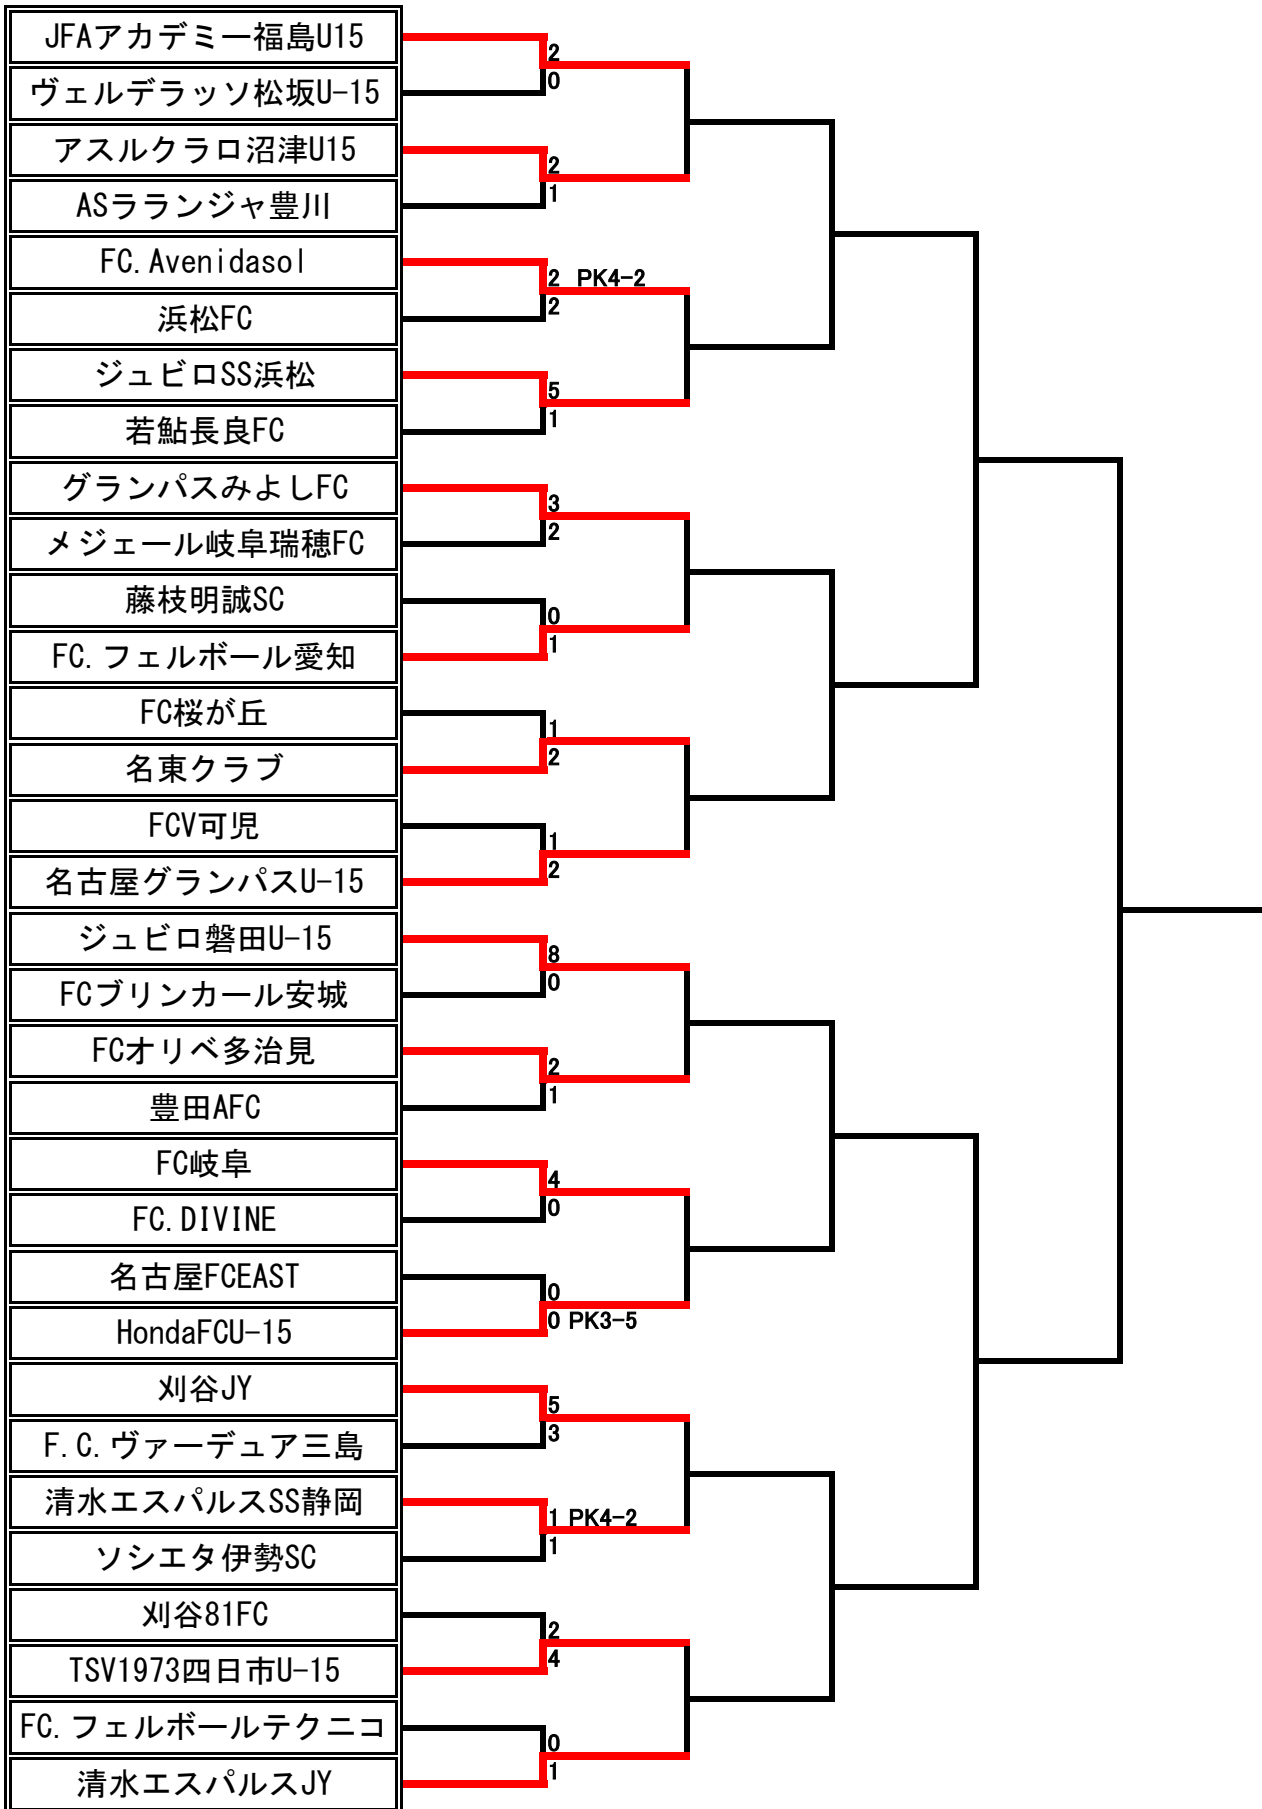 JFAアカデミー福島U15
2
ヴェルデラッソ松坂U-15
0
アスルクラロ沼津U15
2
ASラランジャ豊川
1
FC.Avenidasol
2 PK4-2
浜松FC
2
ジュビロSS浜松
5
若鮎長良FC
1
グランパスみよしFC
3
メジェール岐阜瑞穂FC
2
藤枝明誠SC
0
FC.フェルボール愛知
1
FC桜が丘
1
名東クラブ
2
FCV可児
1
名古屋グランパスU-15
2
ジュビロ磐田U-15
8
FCブリンカール安城
0
FCオリベ多治見
2
豊田AFC
1
FC岐阜
4
FC.DIVINE
0
名古屋FCEAST
0
HondaFCU-15
0 PK3-5
刈谷JY
5
F.C.ヴァーデュア三島
3
清水エスパルスSS静岡
1 PK4-2
ソシエタ伊勢SC
1
刈谷81FC
2
TSV1973四日市U-15
4
FC.フェルボールテクニコ
0
清水エスパルスJY
1